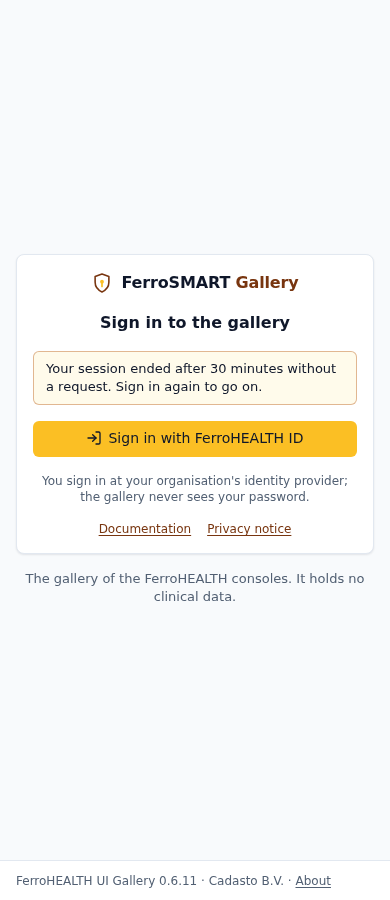 FerroSMART Gallery
Sign in to the gallery
Your session ended after 30 minutes without
a request. Sign in again to go on.
Sign in with FerroHEALTH ID
You sign in at your organisation's identity provider;
the gallery never sees your password.
Documentation Privacy notice
The gallery of the FerroHEALTH consoles. It holds no
clinical data.
FerroHEALTH UI Gallery 0.6.11 · Cadasto B.V. · About